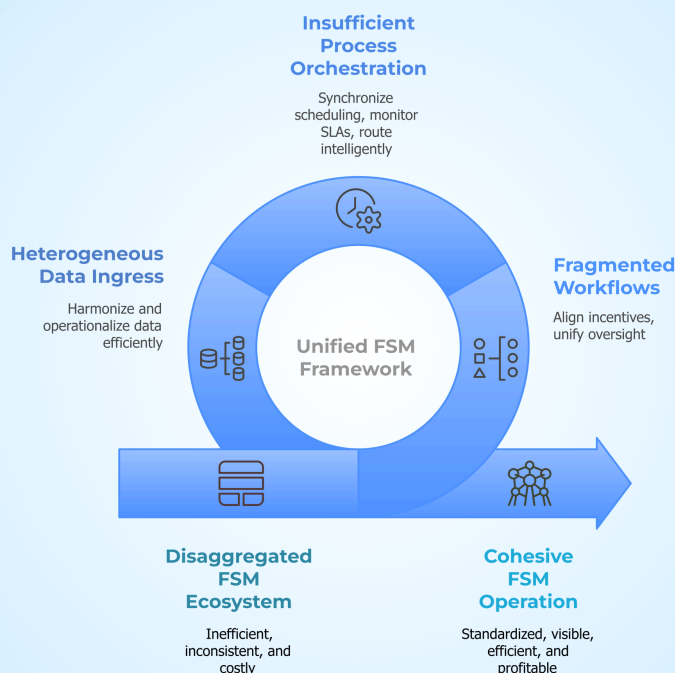 Insufficient
Process
Orchestration
Synchronize
scheduling, monitor
SLAs, route
intelligently
Heterogeneous
Data Ingress
Harmonize and
operationalize data
efficiently
Unified FSM
Framework
Fragmented
Workflows
Align incentives,
unify oversight
Disaggregated
FSM
Ecosystem
Inefficient,
inconsistent, and
costly
Cohesive
FSM
Operation
Standardized, visible,
efficient, and
profitable